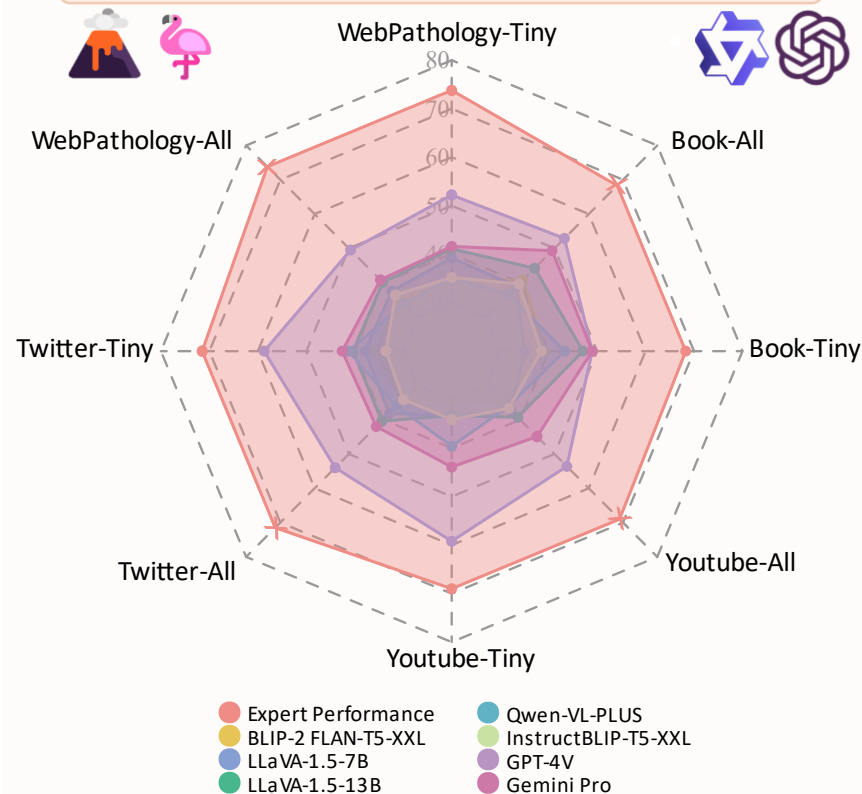 WebPathology-Tiny
80
WebPathology-All
Book-All
70
60
50
40
Twitter-Tiny
Book-Tiny
Twitter-All
Youtube-All
Youtube-Tiny
Expert Performance
Qwen-VL-PLUS
BLIP-2 FLAN-T5-XXL
InstructBLIP-T5-XXL
LLaVA-1.5-7B
GPT-4V
LLaVA-1.5-13B
Gemini Pro